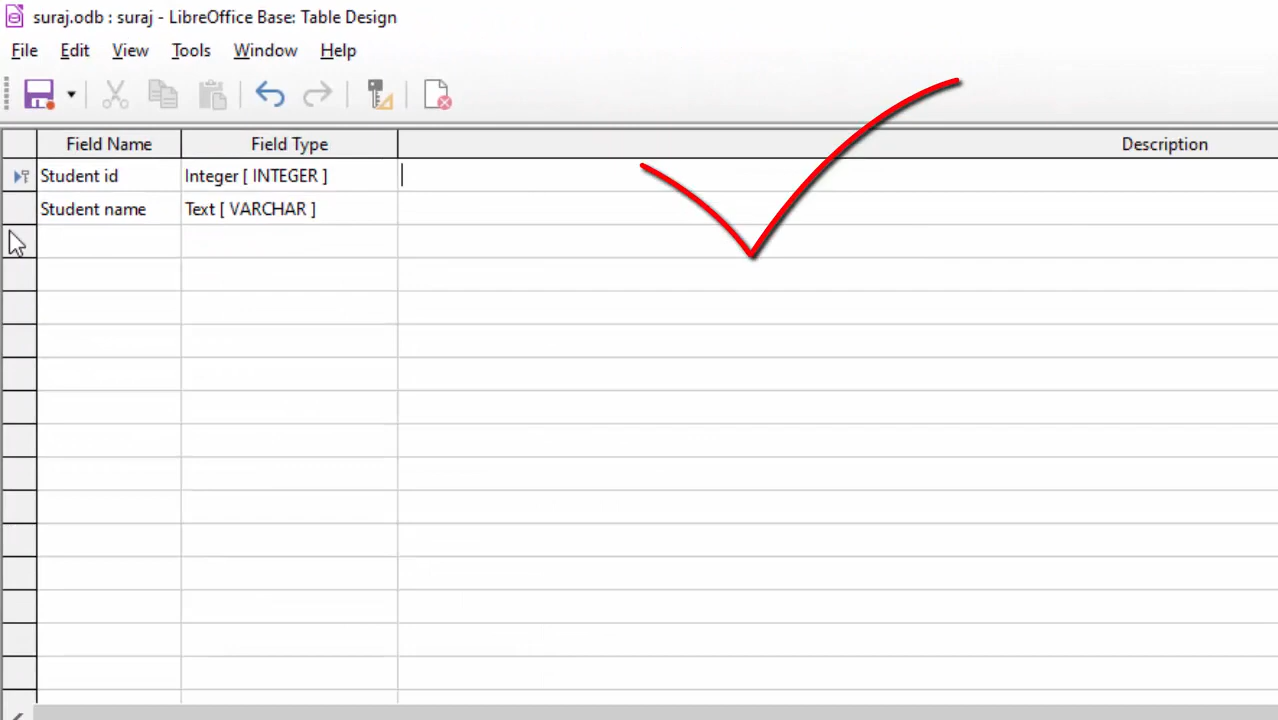 suraj.odb : suraj - LibreOffice Base: Table Design
File Edit View Tools Window Help
Field Name Field Type Description
Student id Integer [ INTEGER ]
Student name Text [ VARCHAR ]